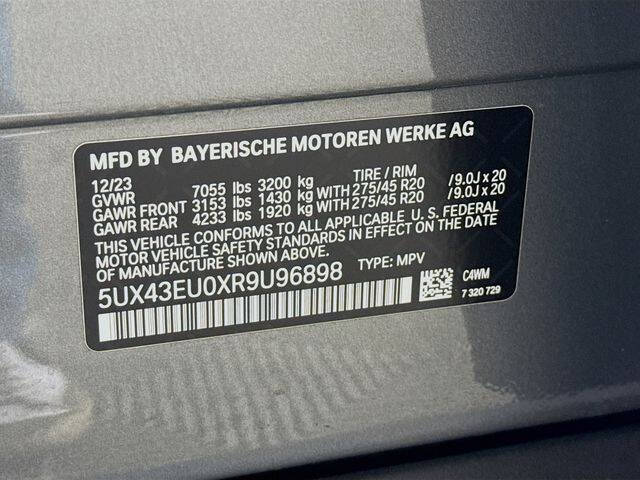 MFD BY BAYERISCHE MOTOREN WERKE AG
12/23 TIRE / RIM
GVWR 7055 lbs 3200 kg
GAWR FRONT 3153 lbs 1430 kg WITH 275/45 R20 / 9.0J x 20
GAWR REAR 4233 lbs 1920 kg WITH 275/45 R20 / 9.0J x 20
THIS VEHICLE CONFORMS TO ALL APPLICABLE U. S. FEDERAL
MOTOR VEHICLE SAFETY STANDARDS IN EFFECT ON THE
DATE OF MANUFACTURE SHOWN ABOVE.
5UX43EU0XR9U96898 TYPE: MPV
C4WM
7 320 729